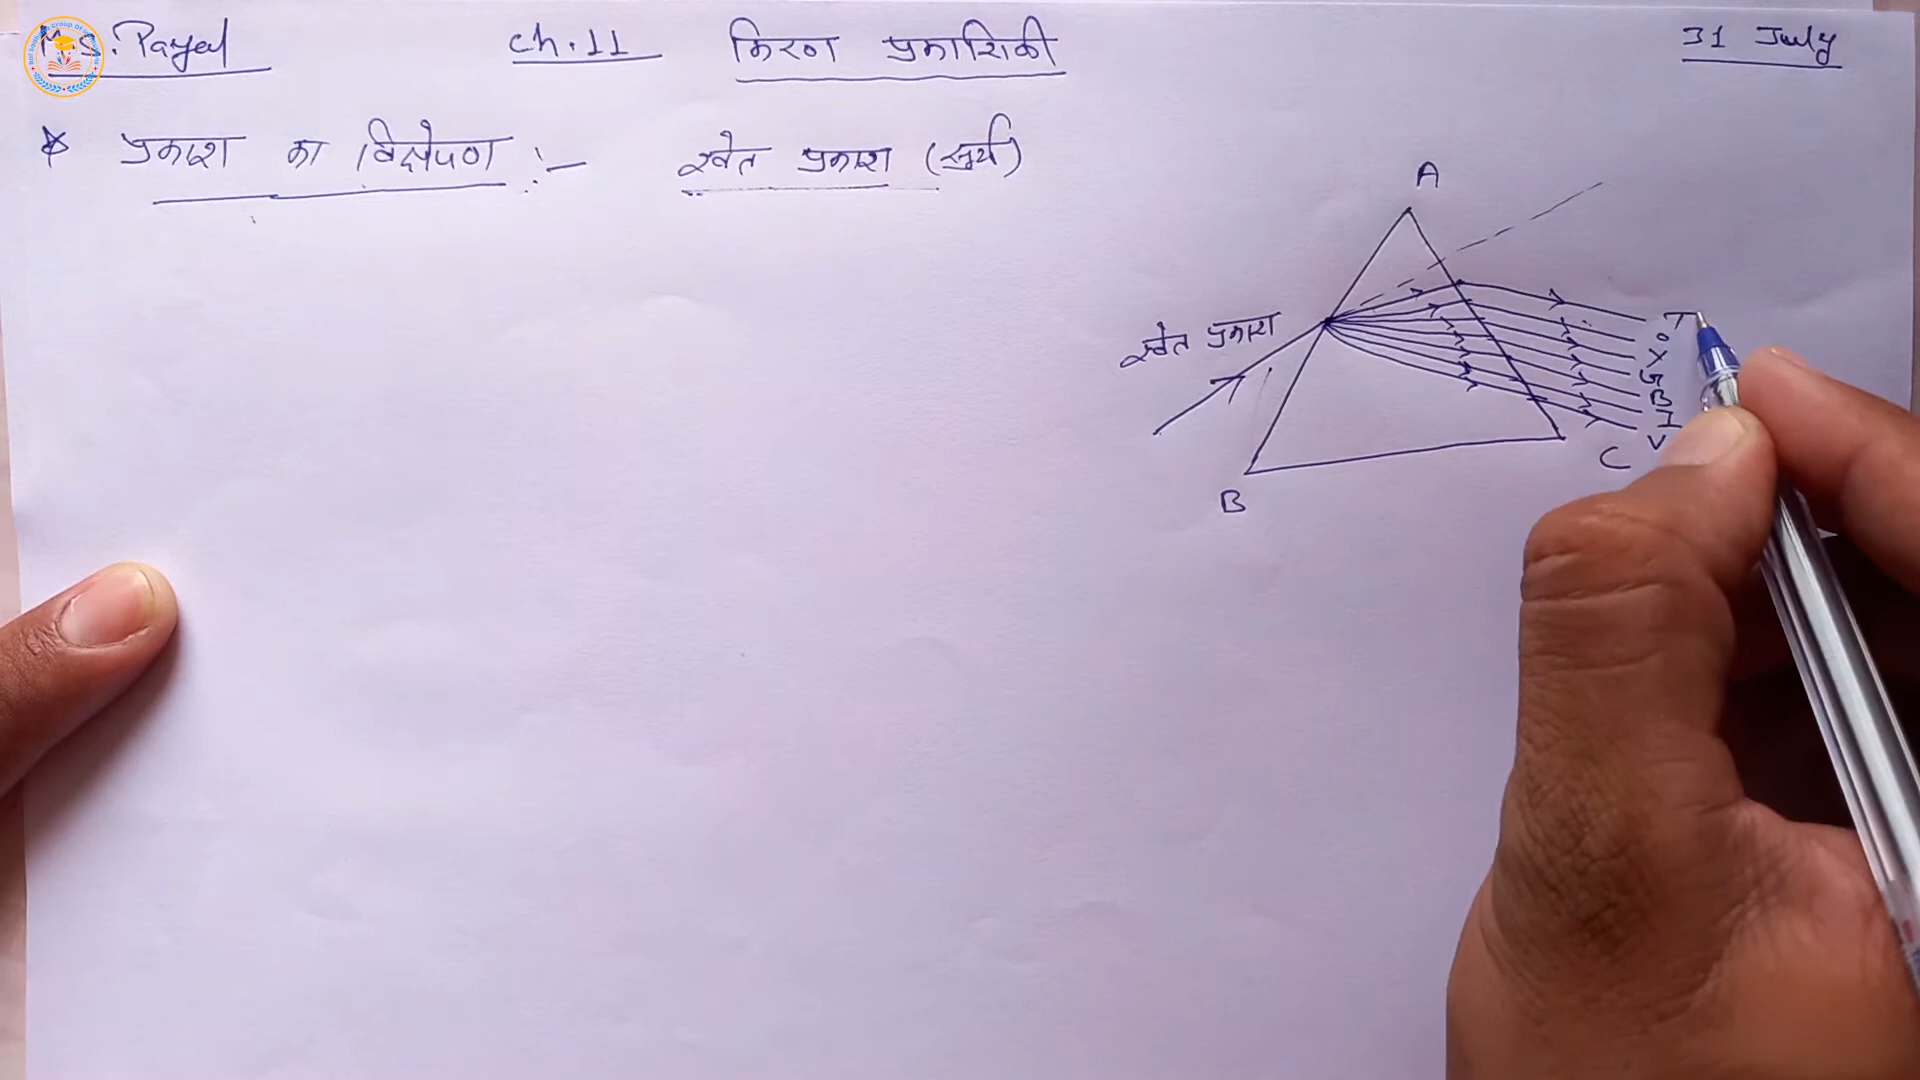 M.S. Payal ch. 11 किरण प्रकाशिकी 31 July
* प्रकाश का विक्षेपण :- श्वेत प्रकाश (सूर्य)
A
श्वेत प्रकाश
O
Y
G
B
I
V
C
B